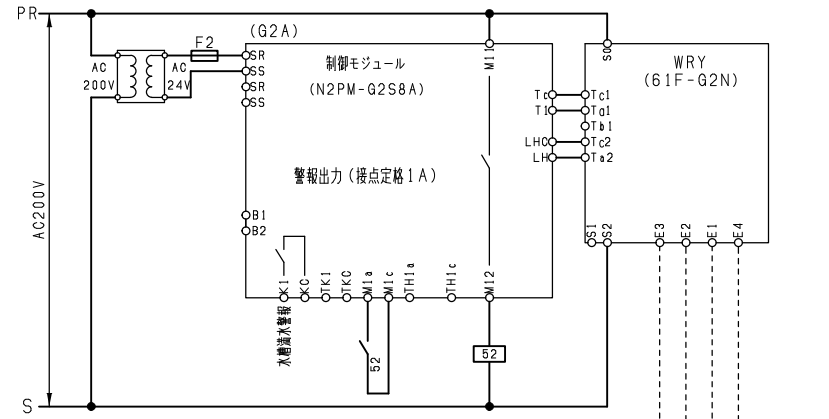 PR
(G2A)
F2
AC
200V
AC
24V
SR
SS
SR
SS
制御モジュール
(N2PM-G2S8A)
M11
S0
WRY
(61F-G2N)
Tc
T1
LHC
LH
Tc1
Ta1
Tb1
Tc2
Ta2
警報出力(接点定格1A)
AC200V
B1
B2
S1
S2
E3
E2
E1
E4
K1
KC
TK1
TKC
M1a
M1c
TH1a
TH1c
M12
水槽満水警報
52
52
S